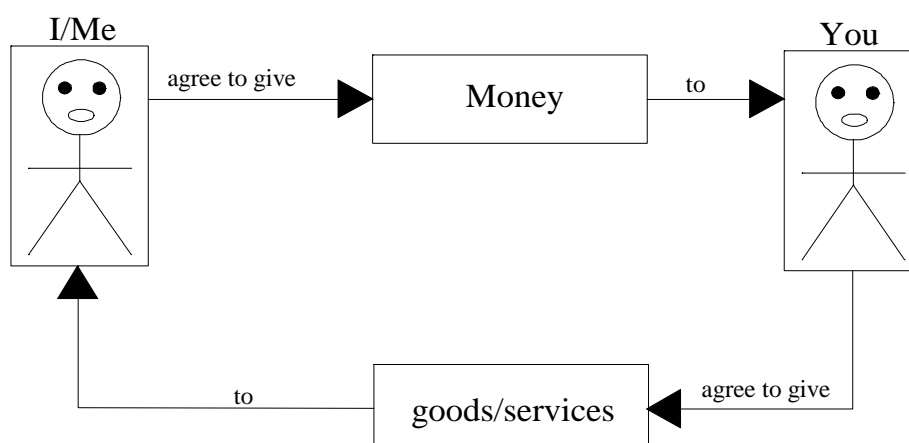 I/Me
You
agree to give
Money
to
to
goods/services
agree to give